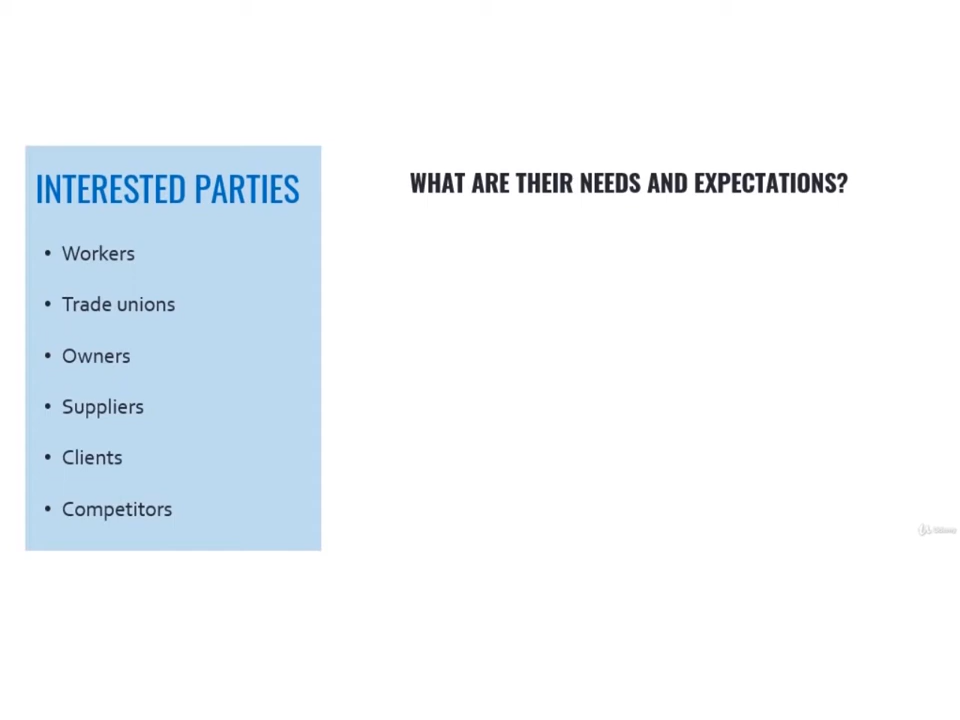 INTERESTED PARTIES
• Workers
• Trade unions
• Owners
• Suppliers
• Clients
• Competitors
WHAT ARE THEIR NEEDS AND EXPECTATIONS?